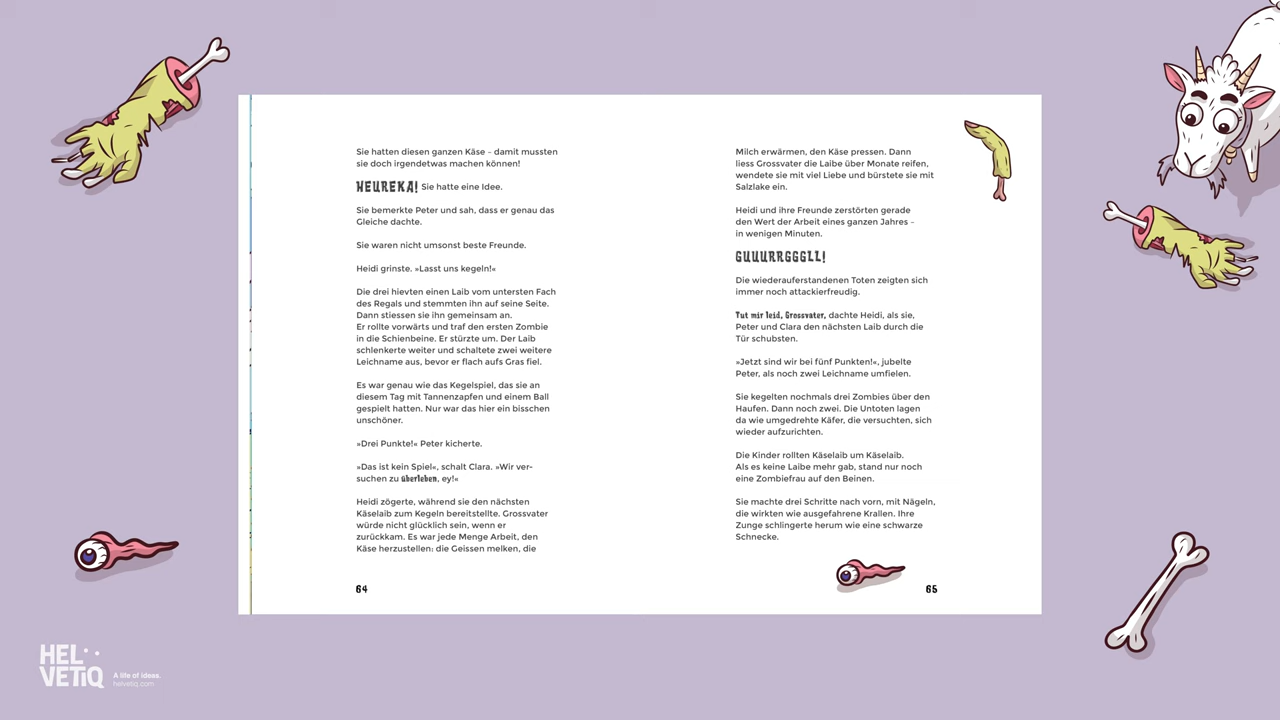 Sie hatten diesen ganzen Käse – damit mussten
sie doch irgendetwas machen können!
HEUREKA! Sie hatte eine Idee.
Sie bemerkte Peter und sah, dass er genau das
Gleiche dachte.
Sie waren nicht umsonst beste Freunde.
Heidi grinste. »Lasst uns kegeln!«
Die drei hievten einen Laib vom untersten Fach
des Regals und stemmten ihn auf seine Seite.
Dann stiessen sie ihn gemeinsam an.
Er rollte vorwärts und traf den ersten Zombie
in die Schienbeine. Er stürzte um. Der Laib
schlenkerte weiter und schaltete zwei weitere
Leichname aus, bevor er flach aufs Gras fiel.
Es war genau wie das Kegelspiel, das sie an
diesem Tag mit Tannenzapfen und einem Ball
gespielt hatten. Nur war das hier ein bisschen
unschöner.
»Drei Punkte!« Peter kicherte.
»Das ist kein Spiel«, schalt Clara. »Wir ver-
suchen zu überleben, ey!«
Heidi zögerte, während sie den nächsten
Käselaib zum Kegeln bereitstellte. Grossvater
würde nicht glücklich sein, wenn er
zurückkam. Es war jede Menge Arbeit, den
Käse herzustellen: die Geissen melken, die
64
Milch erwärmen, den Käse pressen. Dann
liess Grossvater die Laibe über Monate reifen,
wendete sie mit viel Liebe und bürstete sie mit
Salzlake ein.
Heidi und ihre Freunde zerstörten gerade
den Wert der Arbeit eines ganzen Jahres –
in wenigen Minuten.
GUUURRGGGLL!
Die wiederauferstandenen Toten zeigten sich
immer noch attackierfreudig.
Tut mir leid, Grossvater, dachte Heidi, als sie,
Peter und Clara den nächsten Laib durch die
Tür schubsten.
»Jetzt sind wir bei fünf Punkten!«, jubelte
Peter, als noch zwei Leichname umfielen.
Sie kegelten nochmals drei Zombies über den
Haufen. Dann noch zwei. Die Untoten lagen
da wie umgedrehte Käfer, die versuchten, sich
wieder aufzurichten.
Die Kinder rollten Käselaib um Käselaib.
Als es keine Laibe mehr gab, stand nur noch
eine Zombiefrau auf den Beinen.
Sie machte drei Schritte nach vorn, mit Nägeln,
die wirkten wie ausgefahrene Krallen. Ihre
Zunge schlingerte herum wie eine schwarze
Schnecke.
65
HEL
VETIQ
A life of ideas.
helvetiq.com